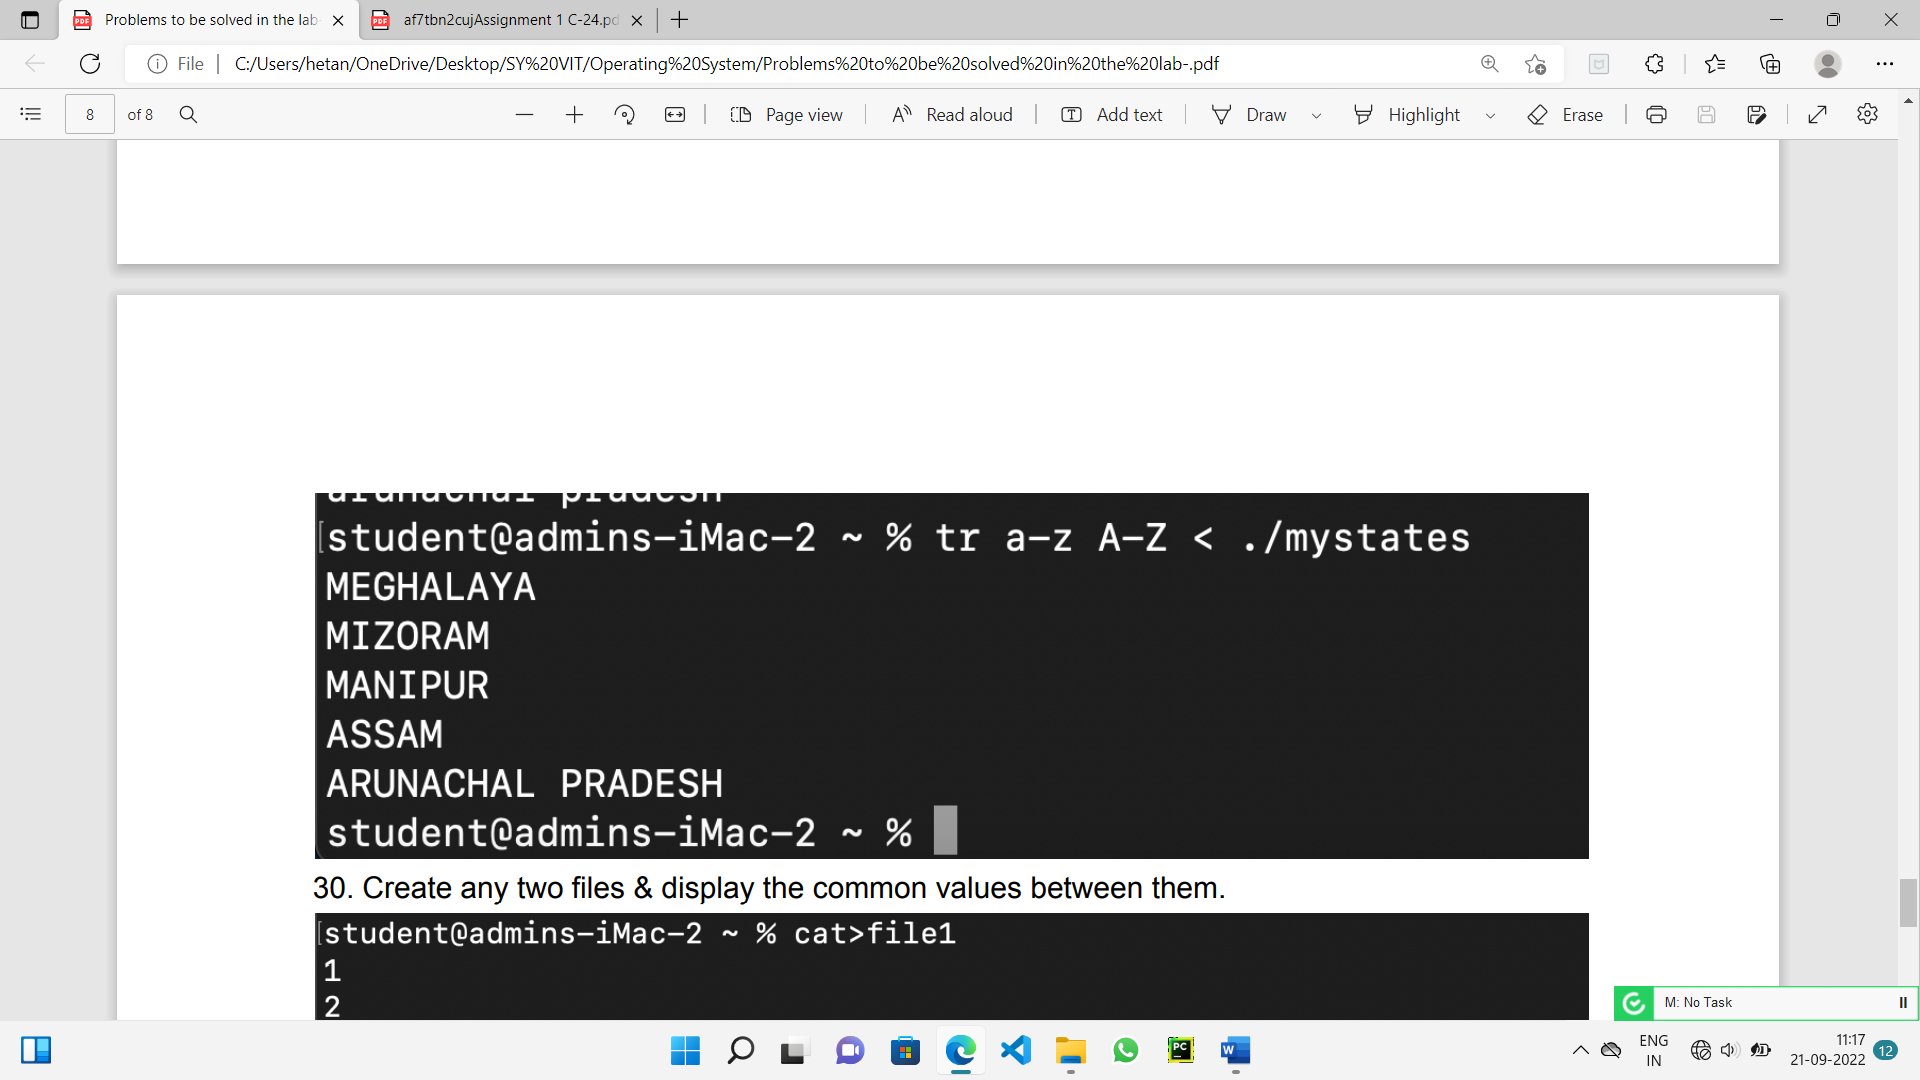 Problems to be solved in the lab
af7tbn2cujAssignment 1 C-24.pd
File
C:/Users/hetan/OneDrive/Desktop/SY%20VIT/Operating%20System/Problems%20to%20be%20solved%20in%20the%20lab-.pdf
8 of 8
Page view
Read aloud
Add text
Draw
Highlight
Erase
arunachal pradesh
[student@admins-iMac-2 ~ % tr a-z A-Z < ./mystates
MEGHALAYA
MIZORAM
MANIPUR
ASSAM
ARUNACHAL PRADESH
student@admins-iMac-2 ~ %
30. Create any two files & display the common values between them.
[student@admins-iMac-2 ~ % cat>file1
1
2
M: No Task
ENG
IN
11:17
21-09-2022
12